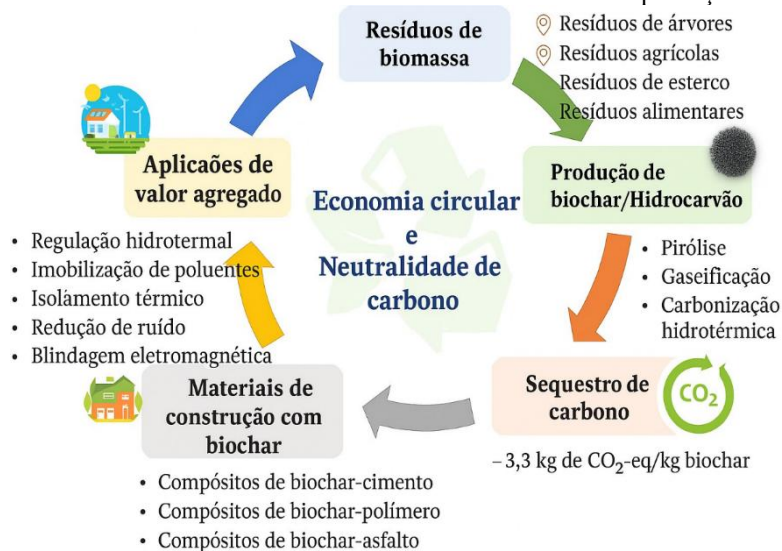 Resíduos de
biomassa
Resíduos de árvores
Resíduos agrícolas
Resíduos de esterco
Resíduos alimentares
Produção de
biochar/Hidrocarvão
Pirólise
Gaseificação
Carbonização
hidrotérmica
Sequestro de
carbono
CO₂
– 3,3 kg de CO₂-eq/kg biochar
Materiais de
construção com
biochar
Compósitos de biochar-cimento
Compósitos de biochar-polímero
Compósitos de biochar-asfalto
Aplicaões de
valor agregado
Regulação hidrotermal
Imobilização de poluentes
Isolamento térmico
Redução de ruído
Blindagem eletromagnética
Economia circular
e
Neutralidade de
carbono